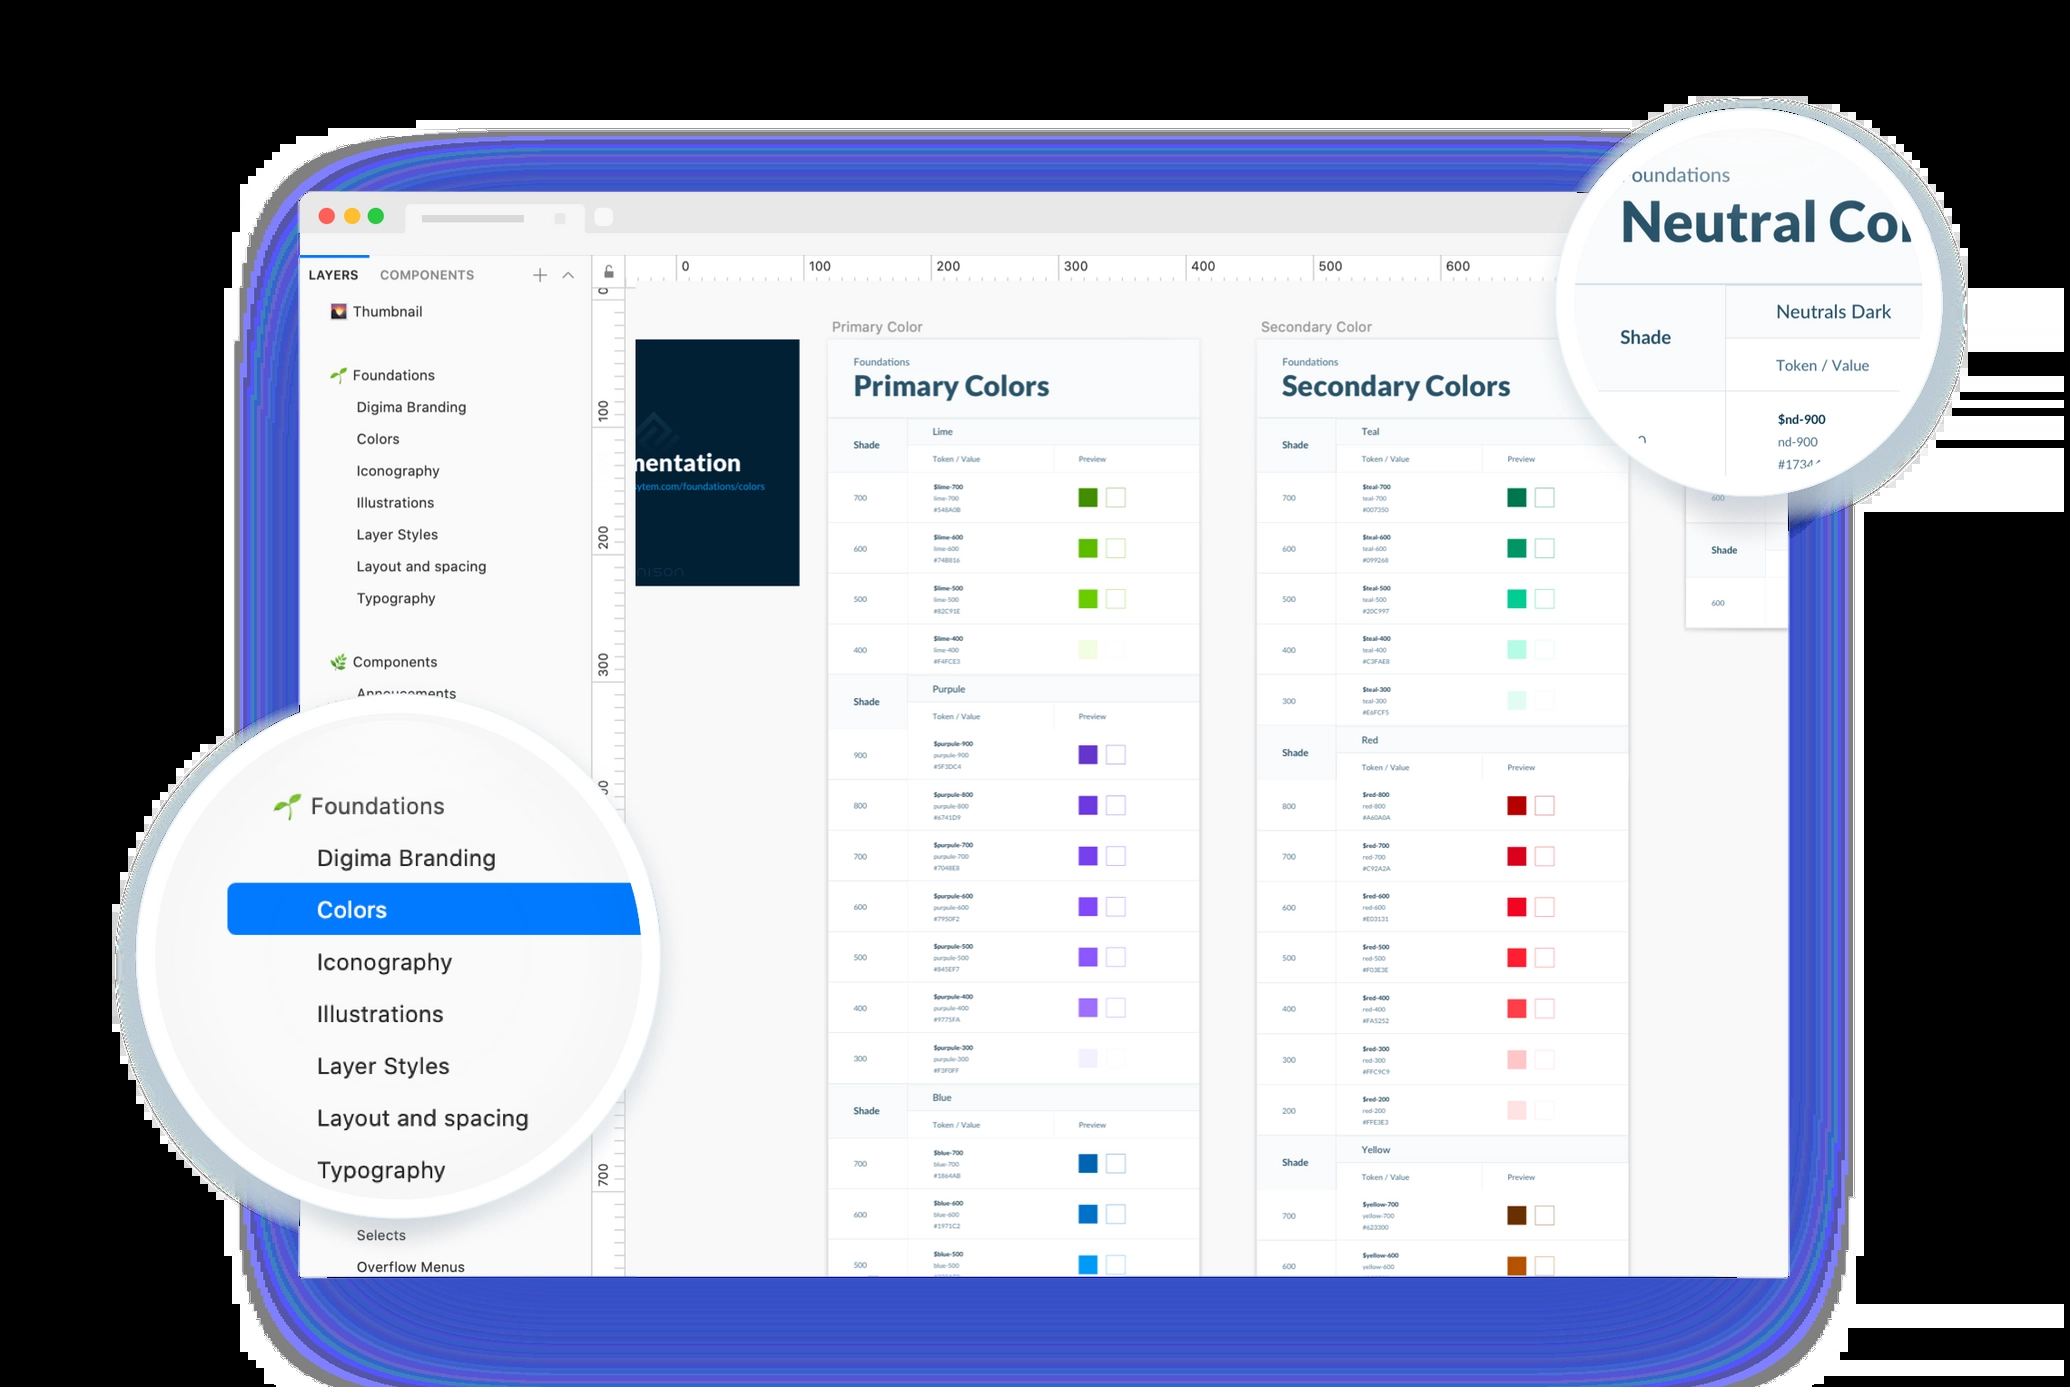 LAYERS COMPONENTS
Thumbnail
Foundations
Digima Branding
Colors
Iconography
Illustrations
Layer Styles
Layout and spacing
Typography
Components
Annoucements
Foundations
Digima Branding
Colors
Iconography
Illustrations
Layer Styles
Layout and spacing
Typography
Selects
Overflow Menus
0 100 200 300 400 500 600
0
100
200
300
700
mentation
ytem.com/foundations/colors
Primary Color
Foundations
Primary Colors
Shade
Lime
Token / Value Preview
700
$lime-700
lime-700
#548A0B
600
$lime-600
lime-600
#74B816
500
$lime-500
lime-500
#82C91E
400
$lime-400
lime-400
#F4FCE3
Shade
Purpule
Token / Value Preview
900
$purpule-900
purpule-900
#5F3DC4
800
$purpule-800
purpule-800
#6741D9
700
$purpule-700
purpule-700
#7048E8
600
$purpule-600
purpule-600
#7950F2
500
$purpule-500
purpule-500
#845EF7
400
$purpule-400
purpule-400
#9775FA
300
$purpule-300
purpule-300
#F3F0FF
Shade
Blue
Token / Value Preview
700
$blue-700
blue-700
#1864AB
600
$blue-600
blue-600
#1971C2
500
$blue-500
blue-500
Secondary Color
Foundations
Secondary Colors
Shade
Teal
Token / Value Preview
700
$teal-700
teal-700
#007350
600
$teal-600
teal-600
#099268
500
$teal-500
teal-500
#20C997
400
$teal-400
teal-400
#C3FAE8
300
$teal-300
teal-300
#E6FCF5
Shade
Red
Token / Value Preview
800
$red-800
red-800
#A60A0A
700
$red-700
red-700
#C92A2A
600
$red-600
red-600
#E03131
500
$red-500
red-500
#F03E3E
400
$red-400
red-400
#FA5252
300
$red-300
red-300
#FFC9C9
200
$red-200
red-200
#FFE3E3
Shade
Yellow
Token / Value Preview
700
$yellow-700
yellow-700
#623300
600
$yellow-600
yellow-600
oundations
Neutral Co
Shade
Neutrals Dark
Token / Value
$nd-900
nd-900
#1734
600
Shade
600